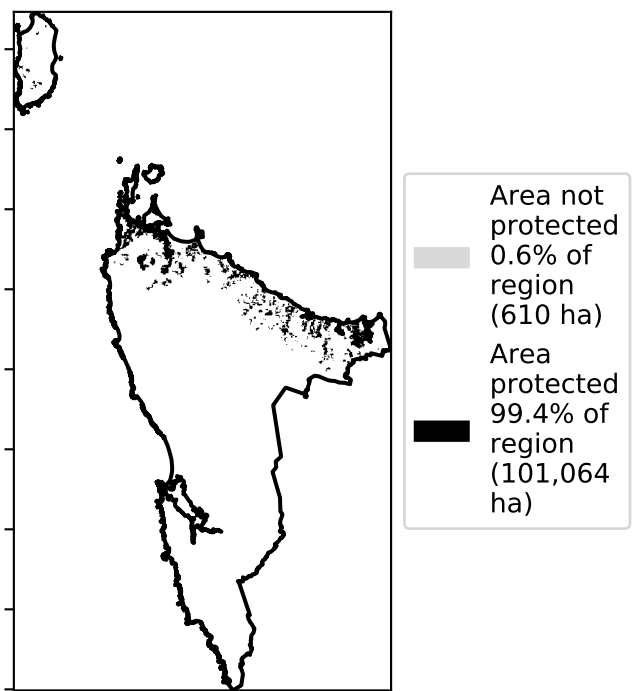 Area not
protected
0.6% of
region
(610 ha)
Area
protected
99.4% of
region
(101,064
ha)